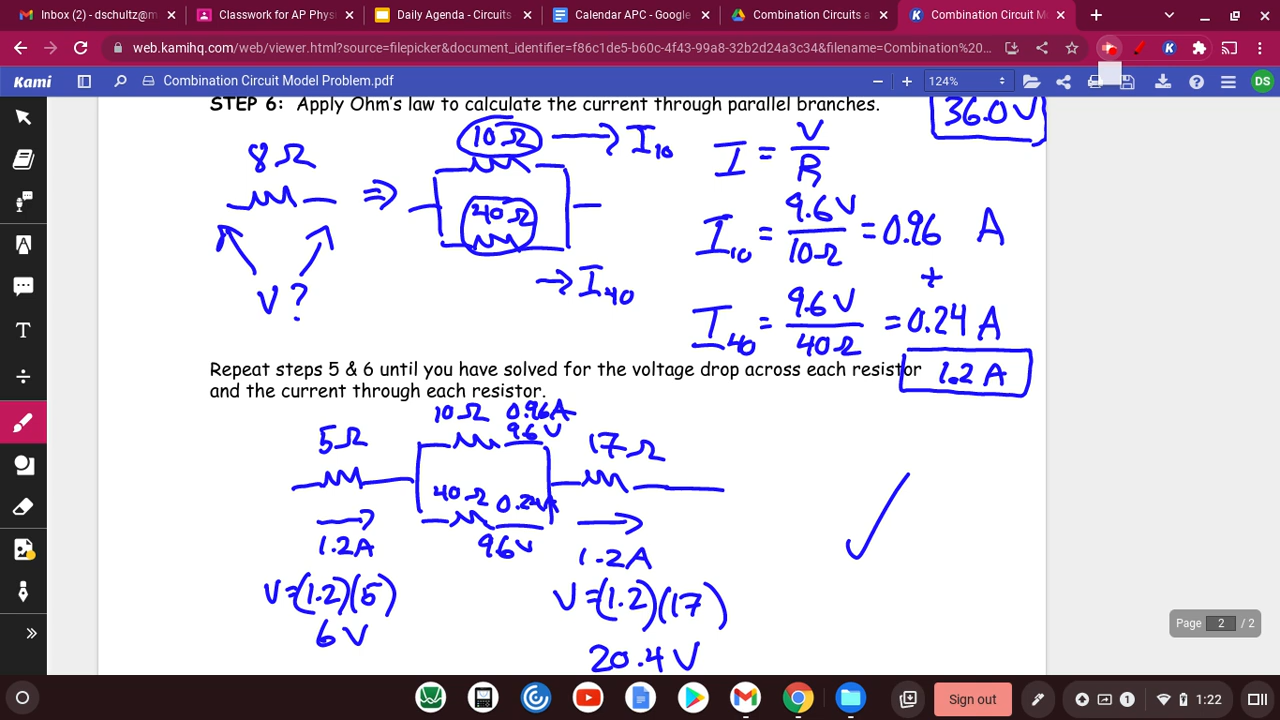 Inbox (16) - dschultz@m
Classwork for AP Physi
Daily Agenda - Circuits
Calendar APC - Google
Combination Circuits a
Combination Circuit M
web.kamihq.com/web/viewer.html?source=filepicker&document_identifier=f86c1de5-b60c-4f43-99a8-32b2d24a3c34&filename=Combination%20...
Kami
Combination Circuit Model Problem.pdf
124%
DS
STEP 6: Apply Ohm's law to calculate the current through parallel branches.
36.0V
8Ω
10Ω
I10
I = V/R
⇒
40Ω
I10 = 9.6V/10Ω = 0.96 A
+
V?
I40
I40 = 9.6V/40Ω = 0.24 A
Repeat steps 5 & 6 until you have solved for the voltage drop across each resistor
1.2 A
and the current through each resistor.
10Ω 0.96A
9.6V
5Ω
17Ω
40Ω 0.24A
1.2A
9.6V
1.2A
V=(1.2)(5)
V=(1.2)(17)
6V
20.4V
Page 2 / 2
Sign out
1
1:22